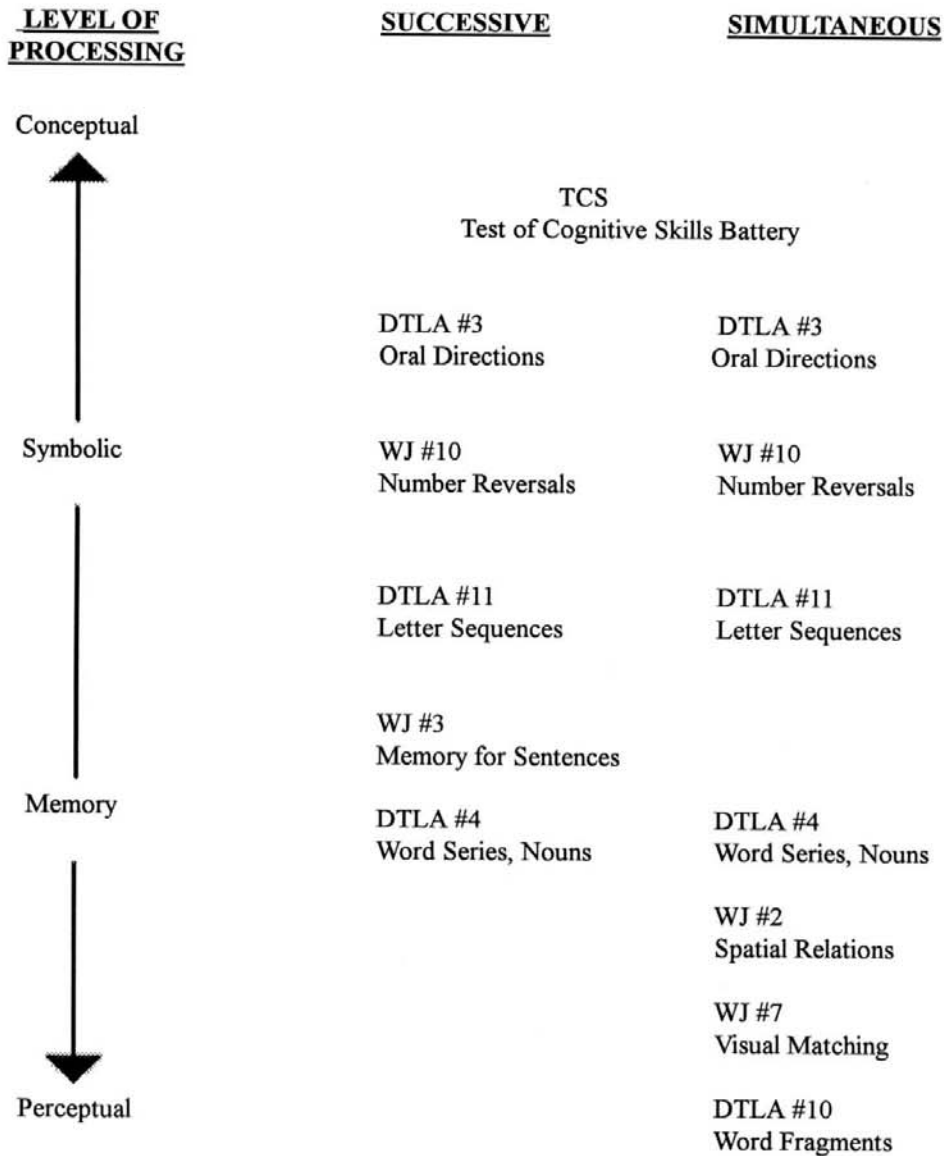 LEVEL OF PROCESSING SUCCESSIVE SIMULTANEOUS
Conceptual
TCS
Test of Cognitive Skills Battery
DTLA #3 DTLA #3
Oral Directions Oral Directions
Symbolic WJ #10 WJ #10
Number Reversals Number Reversals
DTLA #11 DTLA #11
Letter Sequences Letter Sequences
WJ #3
Memory for Sentences
Memory DTLA #4 DTLA #4
Word Series, Nouns Word Series, Nouns
WJ #2
Spatial Relations
WJ #7
Visual Matching
Perceptual DTLA #10
Word Fragments